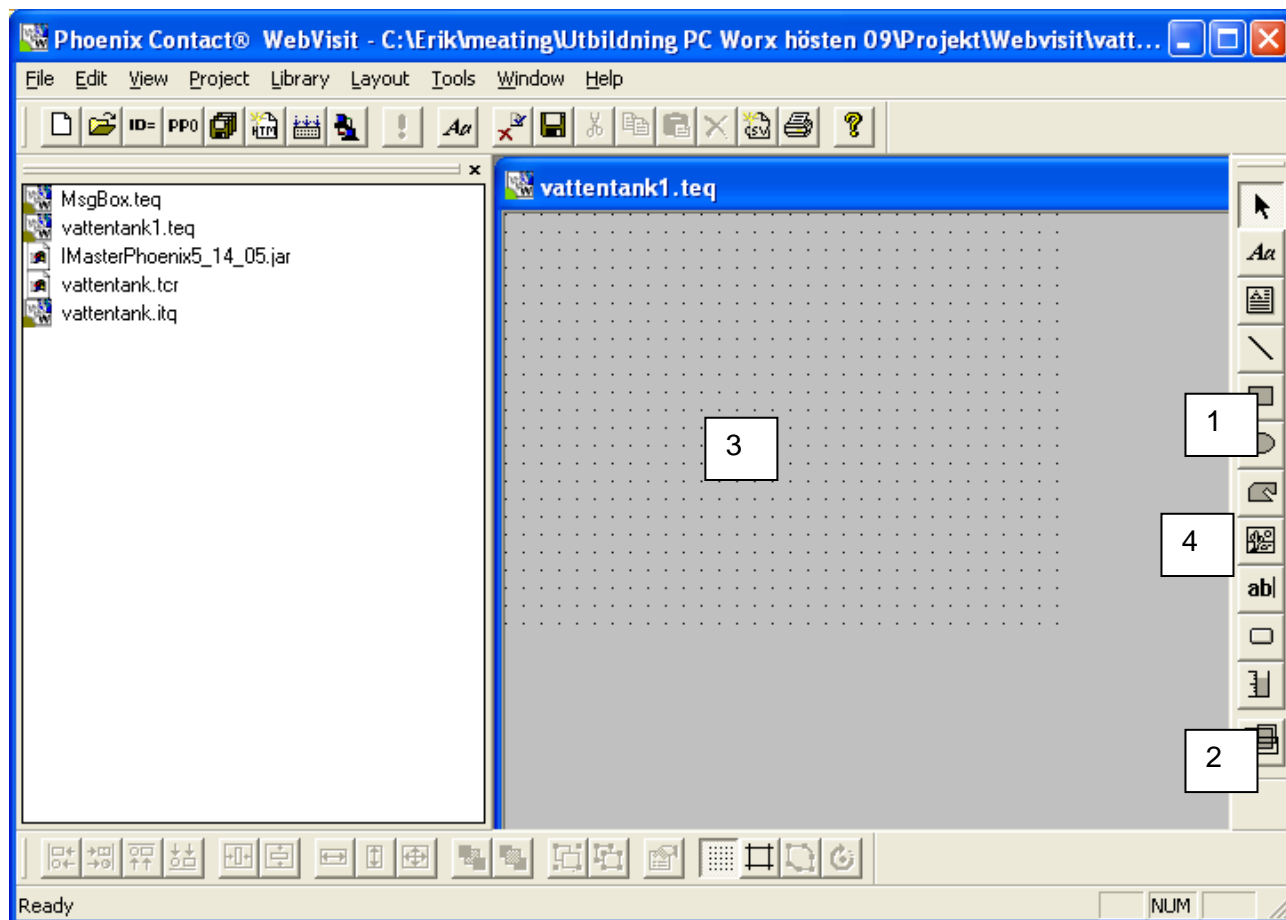 Phoenix Contact® WebVisit - C:\Erik\meating\Utbildning PC Worx hösten 09\Projekt\Webvisit\vatt...
File Edit View Project Library Layout Tools Window Help
ID= PP0 HTM Aa CSV ?
MsgBox.teq
vattentank1.teq
IMasterPhoenix5_14_05.jar
vattentank.tcr
vattentank.itq
vattentank1.teq
Aa
1
3
4
ab
2
Ready
NUM